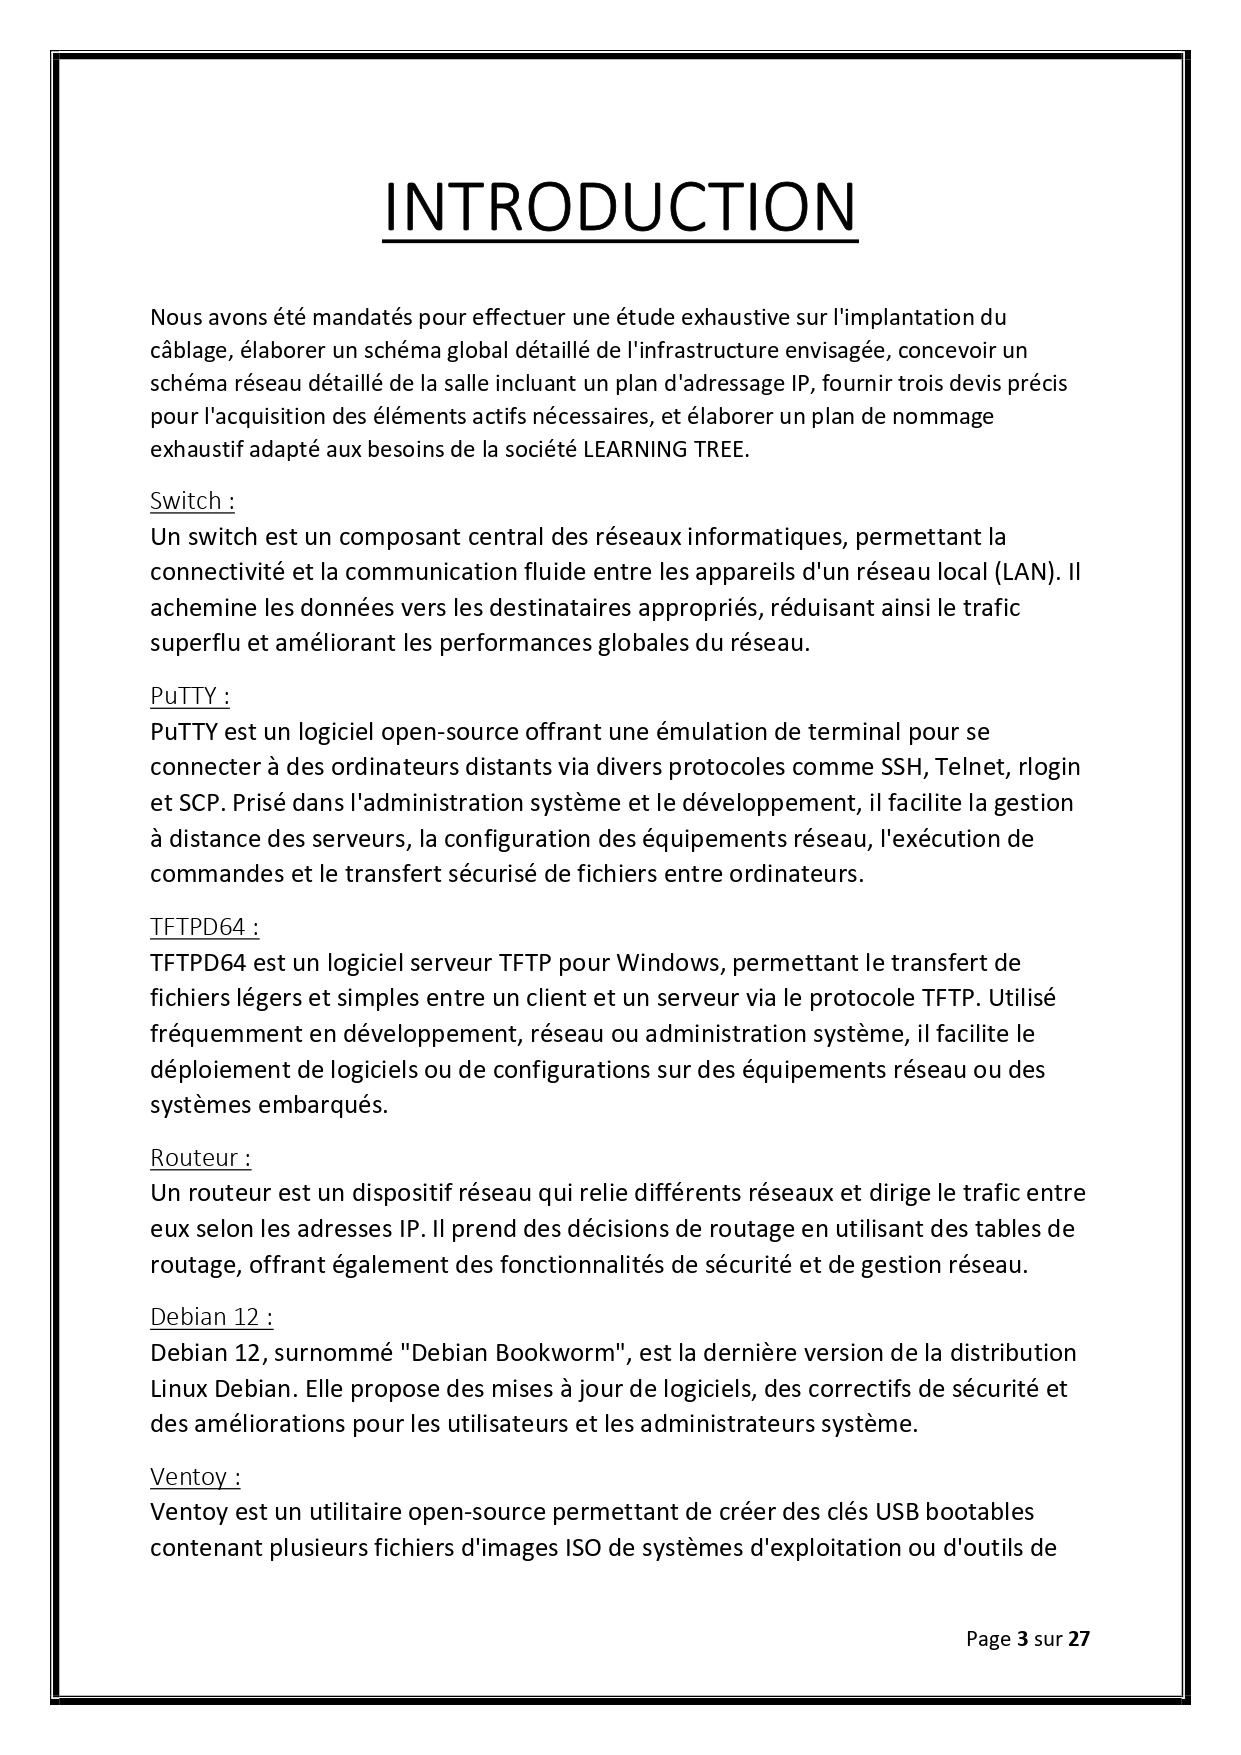 INTRODUCTION
Nous avons été mandatés pour effectuer une étude exhaustive sur l'implantation du
câblage, élaborer un schéma global détaillé de l'infrastructure envisagée, concevoir un
schéma réseau détaillé de la salle incluant un plan d'adressage IP, fournir trois devis précis
pour l'acquisition des éléments actifs nécessaires, et élaborer un plan de nommage
exhaustif adapté aux besoins de la société LEARNING TREE.
Switch :
Un switch est un composant central des réseaux informatiques, permettant la
connectivité et la communication fluide entre les appareils d'un réseau local (LAN). Il
achemine les données vers les destinataires appropriés, réduisant ainsi le trafic
superflu et améliorant les performances globales du réseau.
PuTTY :
PuTTY est un logiciel open-source offrant une émulation de terminal pour se
connecter à des ordinateurs distants via divers protocoles comme SSH, Telnet, rlogin
et SCP. Prisé dans l'administration système et le développement, il facilite la gestion
à distance des serveurs, la configuration des équipements réseau, l'exécution de
commandes et le transfert sécurisé de fichiers entre ordinateurs.
TFTPD64 :
TFTPD64 est un logiciel serveur TFTP pour Windows, permettant le transfert de
fichiers légers et simples entre un client et un serveur via le protocole TFTP. Utilisé
fréquemment en développement, réseau ou administration système, il facilite le
déploiement de logiciels ou de configurations sur des équipements réseau ou des
systèmes embarqués.
Routeur :
Un routeur est un dispositif réseau qui relie différents réseaux et dirige le trafic entre
eux selon les adresses IP. Il prend des décisions de routage en utilisant des tables de
routage, offrant également des fonctionnalités de sécurité et de gestion réseau.
Debian 12 :
Debian 12, surnommé "Debian Bookworm", est la dernière version de la distribution
Linux Debian. Elle propose des mises à jour de logiciels, des correctifs de sécurité et
des améliorations pour les utilisateurs et les administrateurs système.
Ventoy :
Ventoy est un utilitaire open-source permettant de créer des clés USB bootables
contenant plusieurs fichiers d'images ISO de systèmes d'exploitation ou d'outils de
Page 3 sur 27